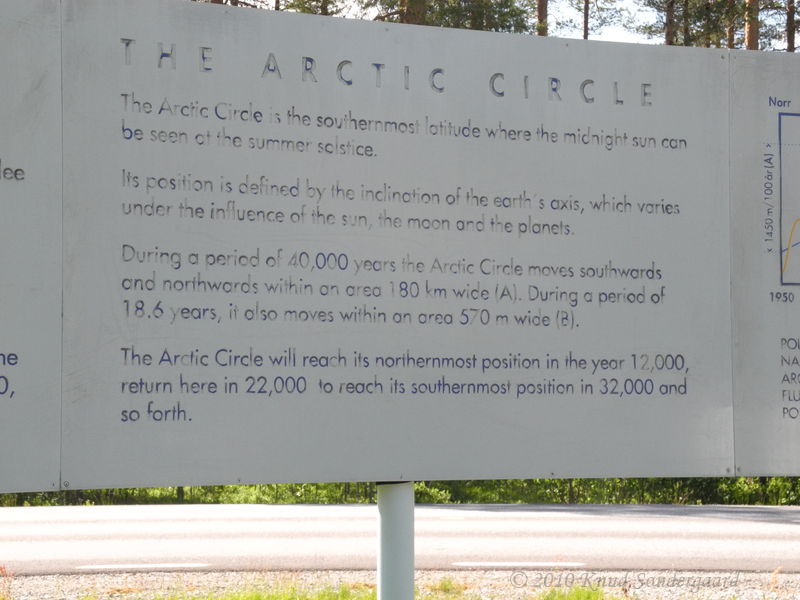 THE ARCTIC CIRCLE
The Arctic Circle is the southernmost latitude where the midnight sun can
be seen at the summer solstice.
Its position is defined by the inclination of the earth´s axis, which varies
under the influence of the sun, the moon and the planets.
During a period of 40,000 years the Arctic Circle moves southwards
and northwards within an area 180 km wide (A). During a period of
18.6 years, it also moves within an area 570 m wide (B).
The Arctic Circle will reach its northernmost position in the year 12,000,
return here in 22,000 to reach its southernmost position in 32,000 and
so forth.
Norr
x 1450 m/100 år (A) >
1950
© 2010 Knud Søndergaard